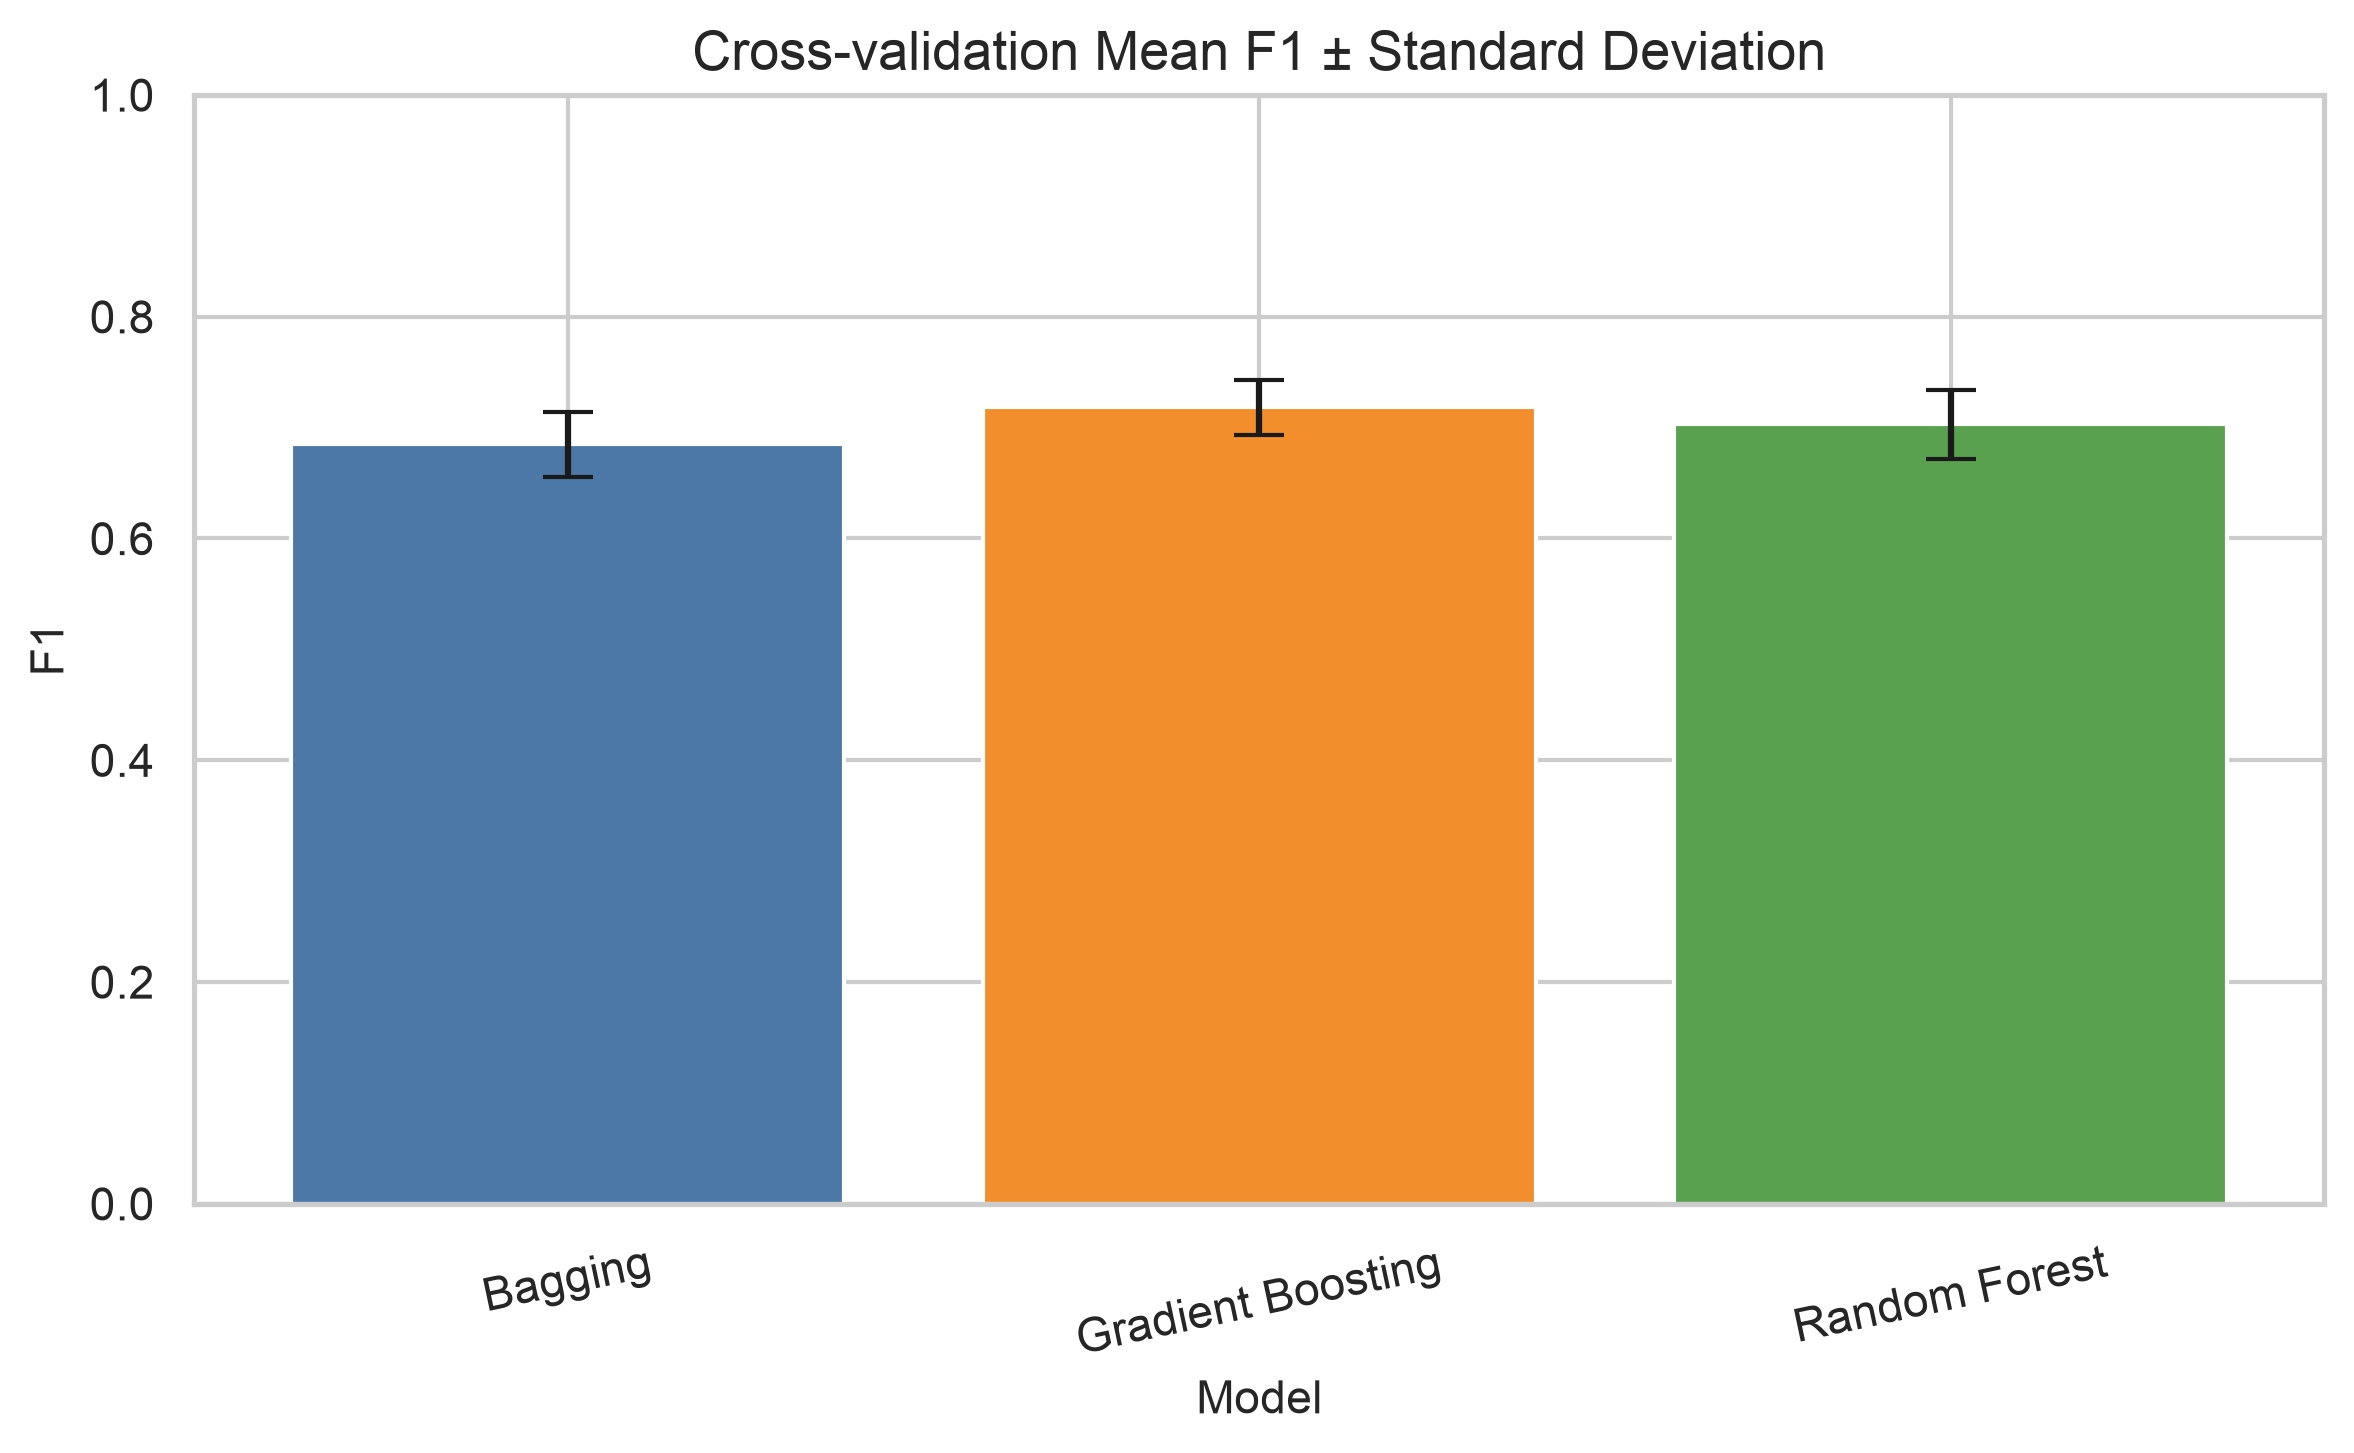 Cross-validation Mean F1 ± Standard Deviation
1.0
0.8
0.6
0.4
0.2
0.0
F1
Bagging
Gradient Boosting
Random Forest
Model